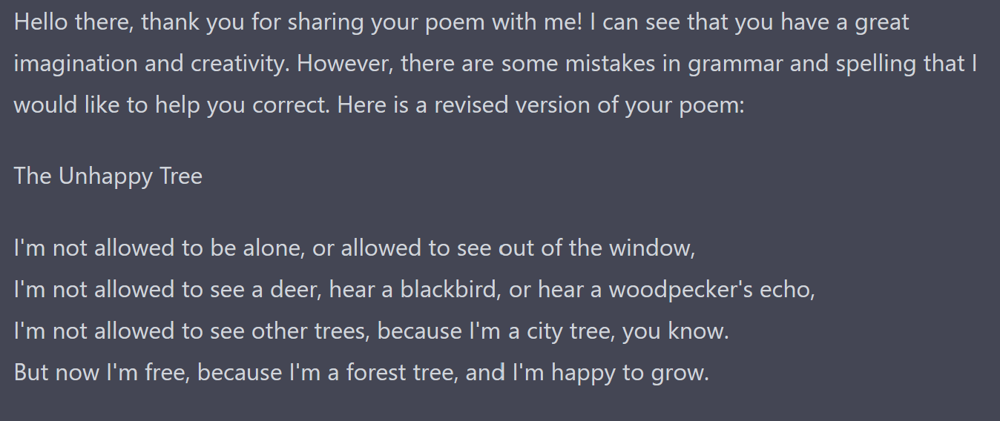 Hello there, thank you for sharing your poem with me! I can see that you have a great
imagination and creativity. However, there are some mistakes in grammar and spelling that I
would like to help you correct. Here is a revised version of your poem:
The Unhappy Tree
I'm not allowed to be alone, or allowed to see out of the window,
I'm not allowed to see a deer, hear a blackbird, or hear a woodpecker's echo,
I'm not allowed to see other trees, because I'm a city tree, you know.
But now I'm free, because I'm a forest tree, and I'm happy to grow.